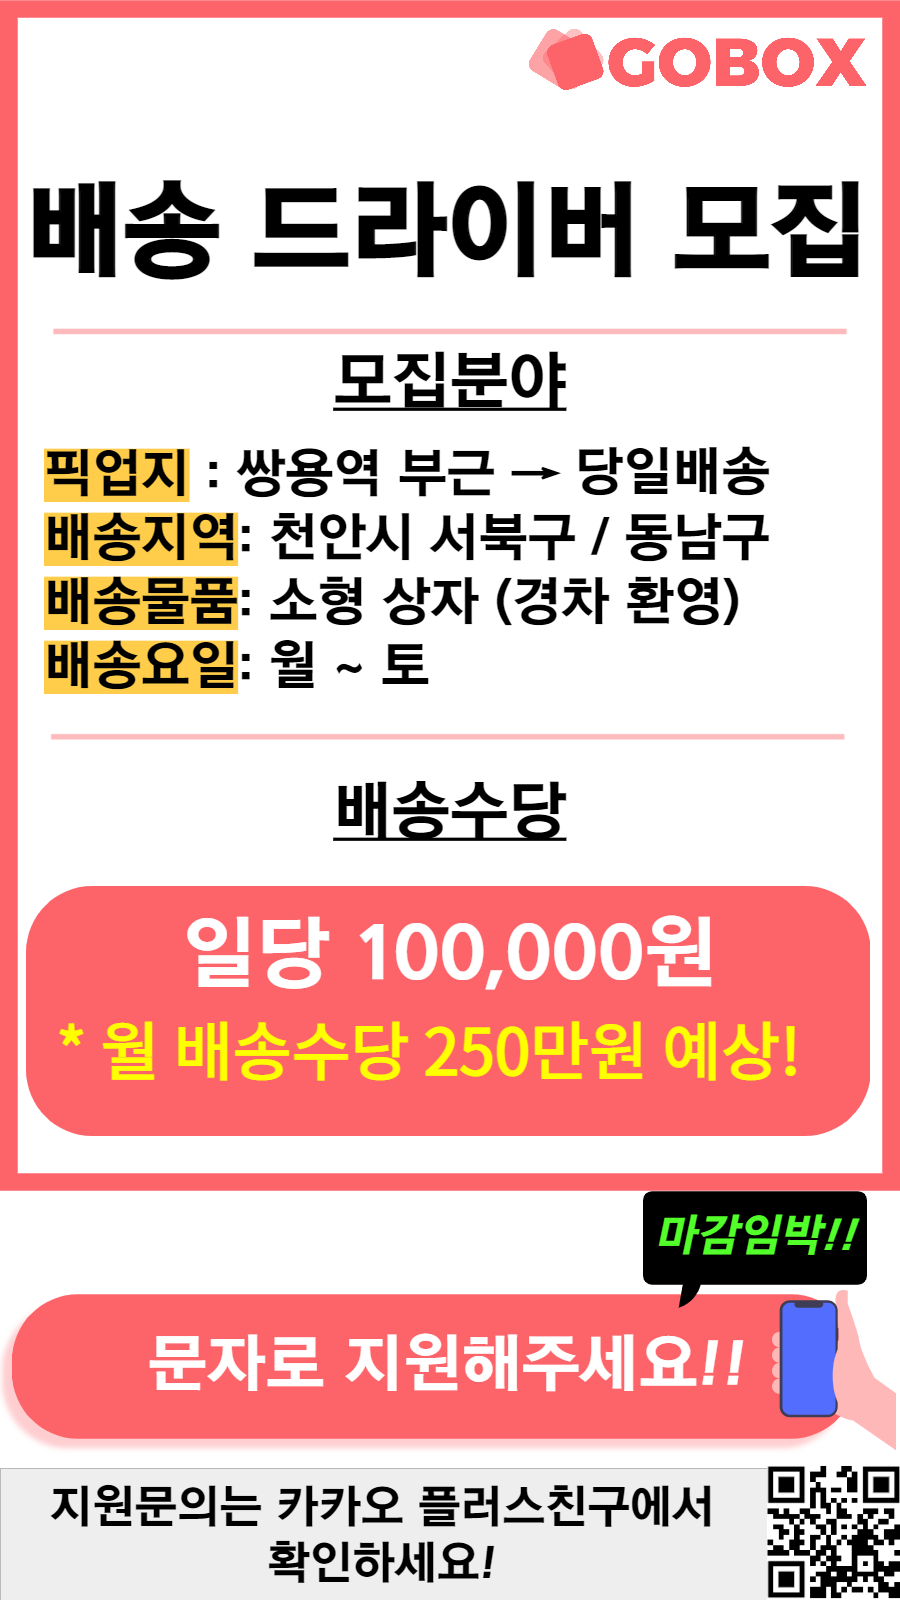 GOBOX
배송 드라이버 모집
모집분야
픽업지 : 쌍용역 부근 → 당일배송
배송지역: 천안시 서북구 / 동남구
배송물품: 소형 상자 (경차 환영)
배송요일: 월 ~ 토
배송수당
일당 100,000원
* 월 배송수당 250만원 예상!
마감임박!!
문자로 지원해주세요!!
지원문의는 카카오 플러스친구에서
확인하세요!